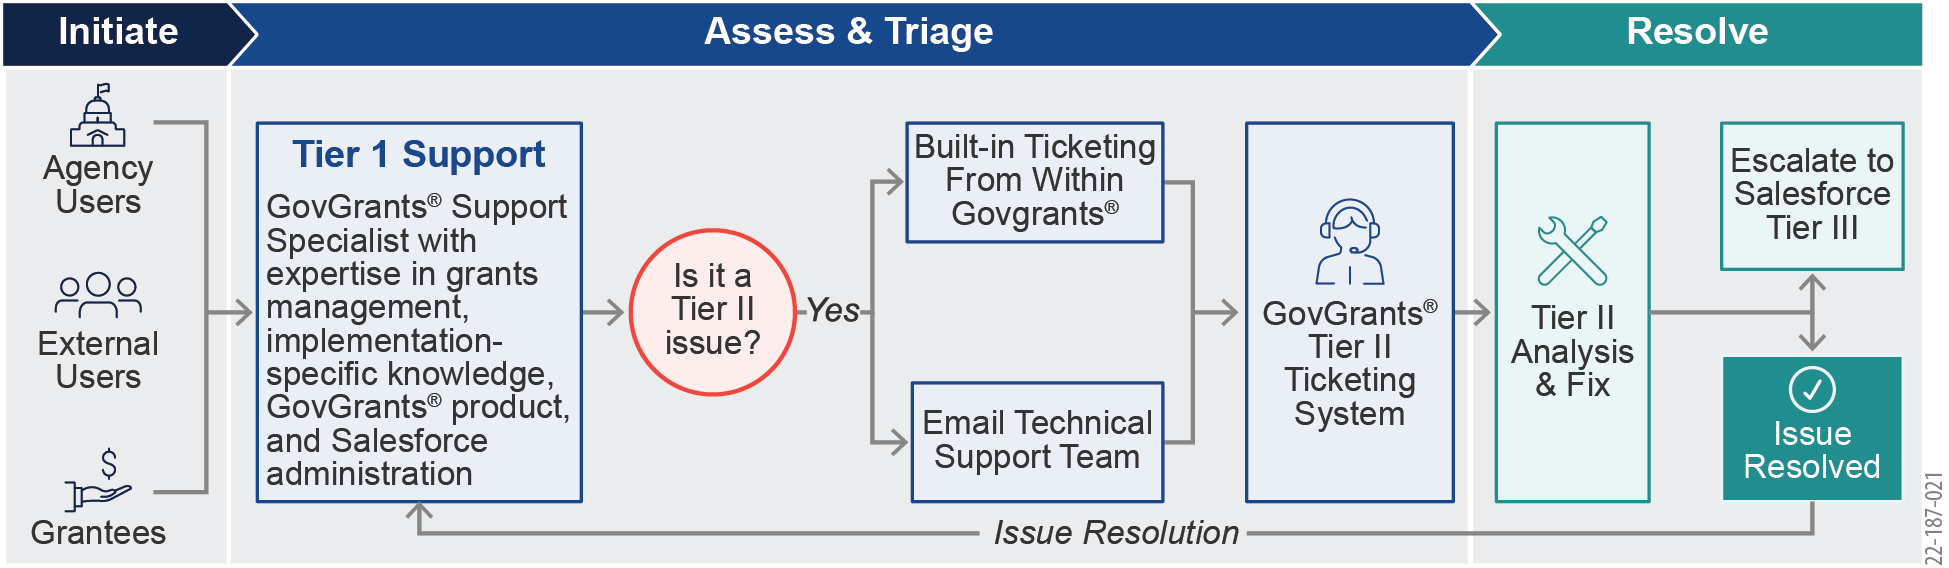 Initiate
Assess & Triage
Resolve
Agency
Users
External
Users
Grantees
Tier 1 Support
GovGrants® Support
Specialist with
expertise in grants
management,
implementation-
specific knowledge,
GovGrants® product,
and Salesforce
administration
Is it a
Tier II
issue?
Yes
Built-in Ticketing
From Within
Govgrants®
Email Technical
Support Team
GovGrants®
Tier II
Ticketing
System
Tier II
Analysis
& Fix
Escalate to
Salesforce
Tier III
Issue
Resolved
Issue Resolution
22-187-021